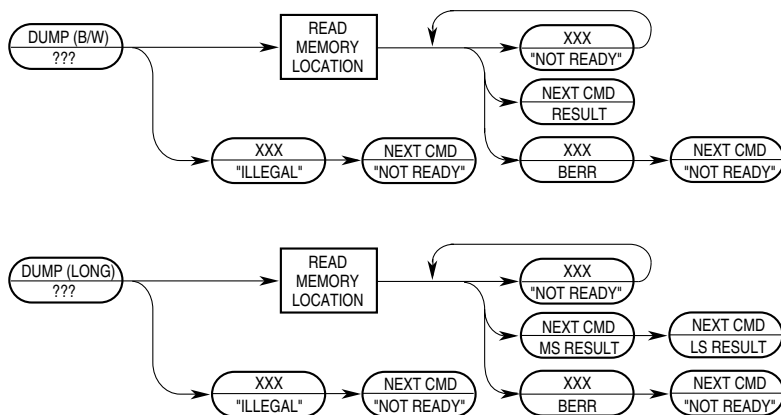 DUMP (B/W)
???
READ
MEMORY
LOCATION
XXX
"NOT READY"
NEXT CMD
RESULT
XXX
"ILLEGAL"
NEXT CMD
"NOT READY"
XXX
BERR
NEXT CMD
"NOT READY"
DUMP (LONG)
???
READ
MEMORY
LOCATION
XXX
"NOT READY"
NEXT CMD
MS RESULT
NEXT CMD
LS RESULT
XXX
"ILLEGAL"
NEXT CMD
"NOT READY"
XXX
BERR
NEXT CMD
"NOT READY"